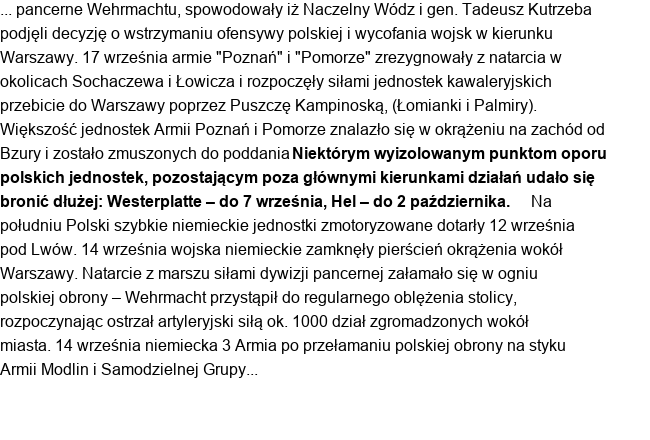 ... pancerne Wehrmachtu, spowodowały iż Naczelny Wódz i gen. Tadeusz Kutrzeba
podjęli decyzję o wstrzymaniu ofensywy polskiej i wycofania wojsk w kierunku
Warszawy. 17 września armie "Poznań" i "Pomorze" zrezygnowały z natarcia w
okolicach Sochaczewa i Łowicza i rozpoczęły siłami jednostek kawaleryjskich
przebicie do Warszawy poprzez Puszczę Kampinoską, (Łomianki i Palmiry).
Większość jednostek Armii Poznań i Pomorze znalazło się w okrążeniu na zachód od
Bzury i zostało zmuszonych do poddania Niektórym wyizolowanym punktom oporu
polskich jednostek, pozostającym poza głównymi kierunkami działań udało się
bronić dłużej: Westerplatte – do 7 września, Hel – do 2 października. Na
południu Polski szybkie niemieckie jednostki zmotoryzowane dotarły 12 września
pod Lwów. 14 września wojska niemieckie zamknęły pierścień okrążenia wokół
Warszawy. Natarcie z marszu siłami dywizji pancernej załamało się w ogniu
polskiej obrony – Wehrmacht przystąpił do regularnego oblężenia stolicy,
rozpoczynając ostrzał artyleryjski siłą ok. 1000 dział zgromadzonych wokół
miasta. 14 września niemiecka 3 Armia po przełamaniu polskiej obrony na styku
Armii Modlin i Samodzielnej Grupy...